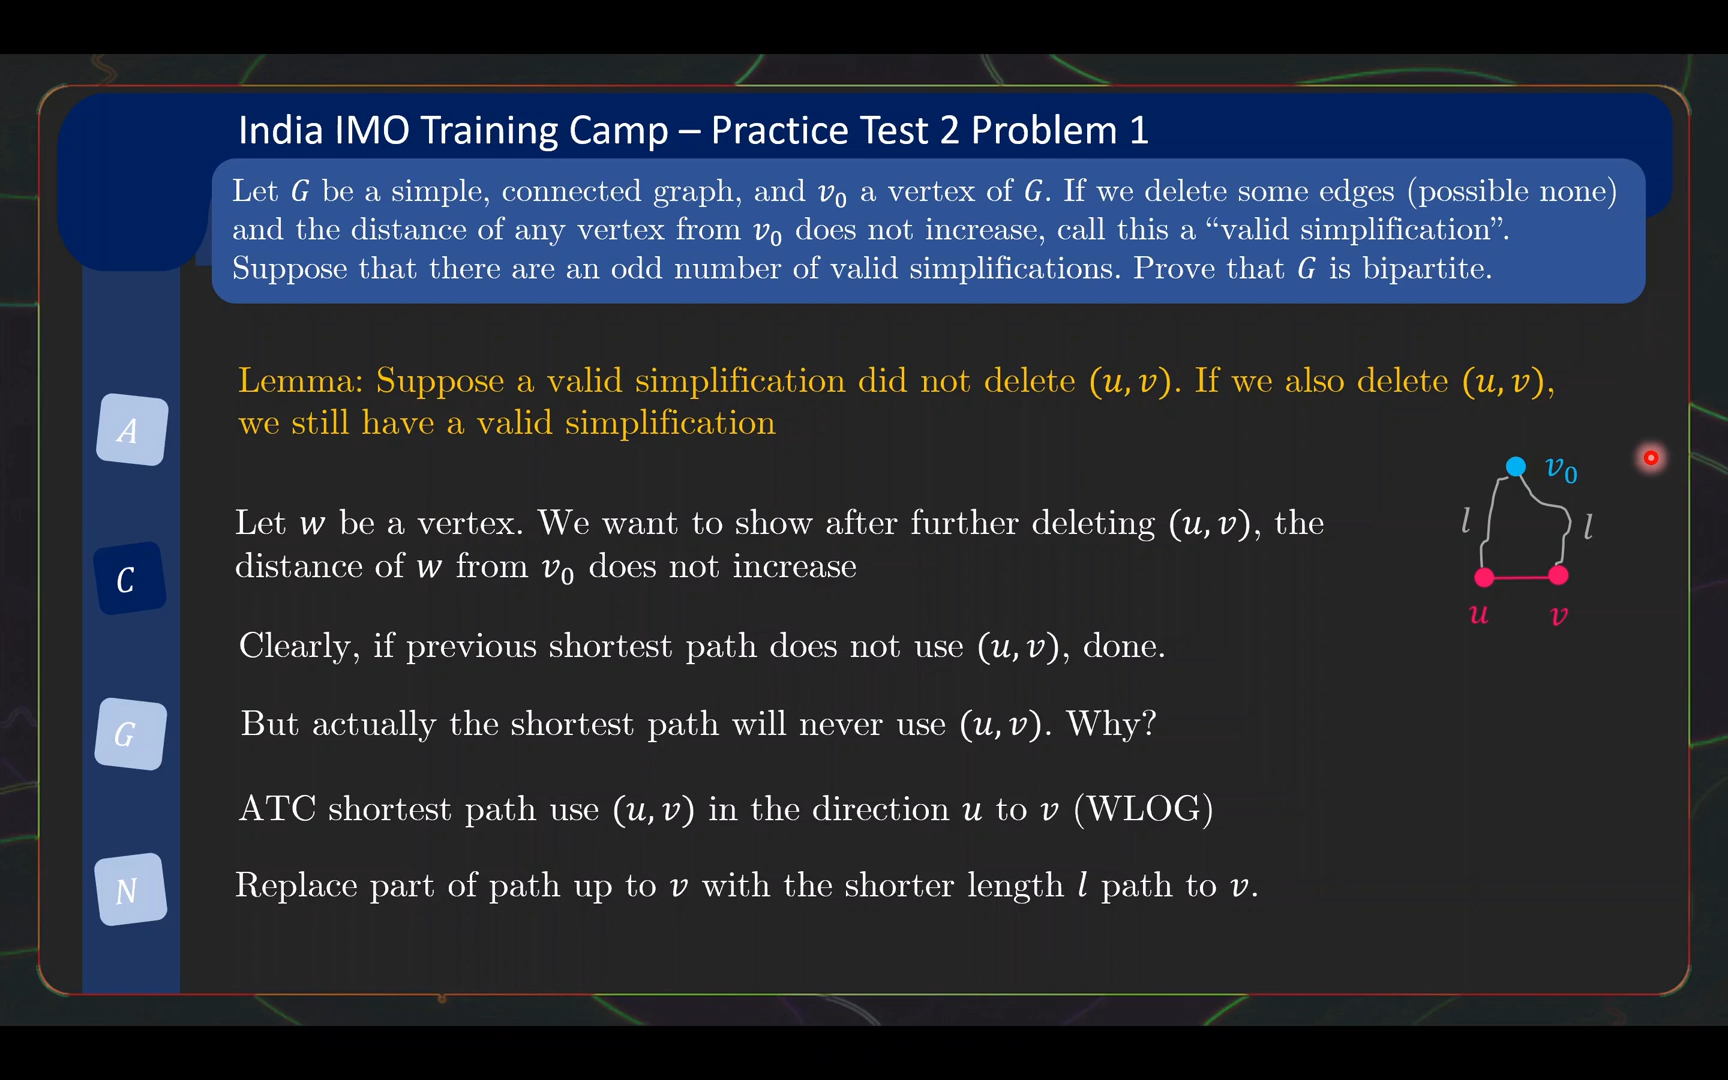 India IMO Training Camp – Practice Test 2 Problem 1
Let G be a simple, connected graph, and v₀ a vertex of G. If we delete some edges (possible none)
and the distance of any vertex from v₀ does not increase, call this a “valid simplification”.
Suppose that there are an odd number of valid simplifications. Prove that G is bipartite.
Lemma: Suppose a valid simplification did not delete (u, v). If we also delete (u, v),
we still have a valid simplification
A
Let w be a vertex. We want to show after further deleting (u, v), the
distance of w from v₀ does not increase
v₀
l
l
u
v
C
Clearly, if previous shortest path does not use (u, v), done.
But actually the shortest path will never use (u, v). Why?
G
ATC shortest path use (u, v) in the direction u to v (WLOG)
Replace part of path up to v with the shorter length l path to v.
N